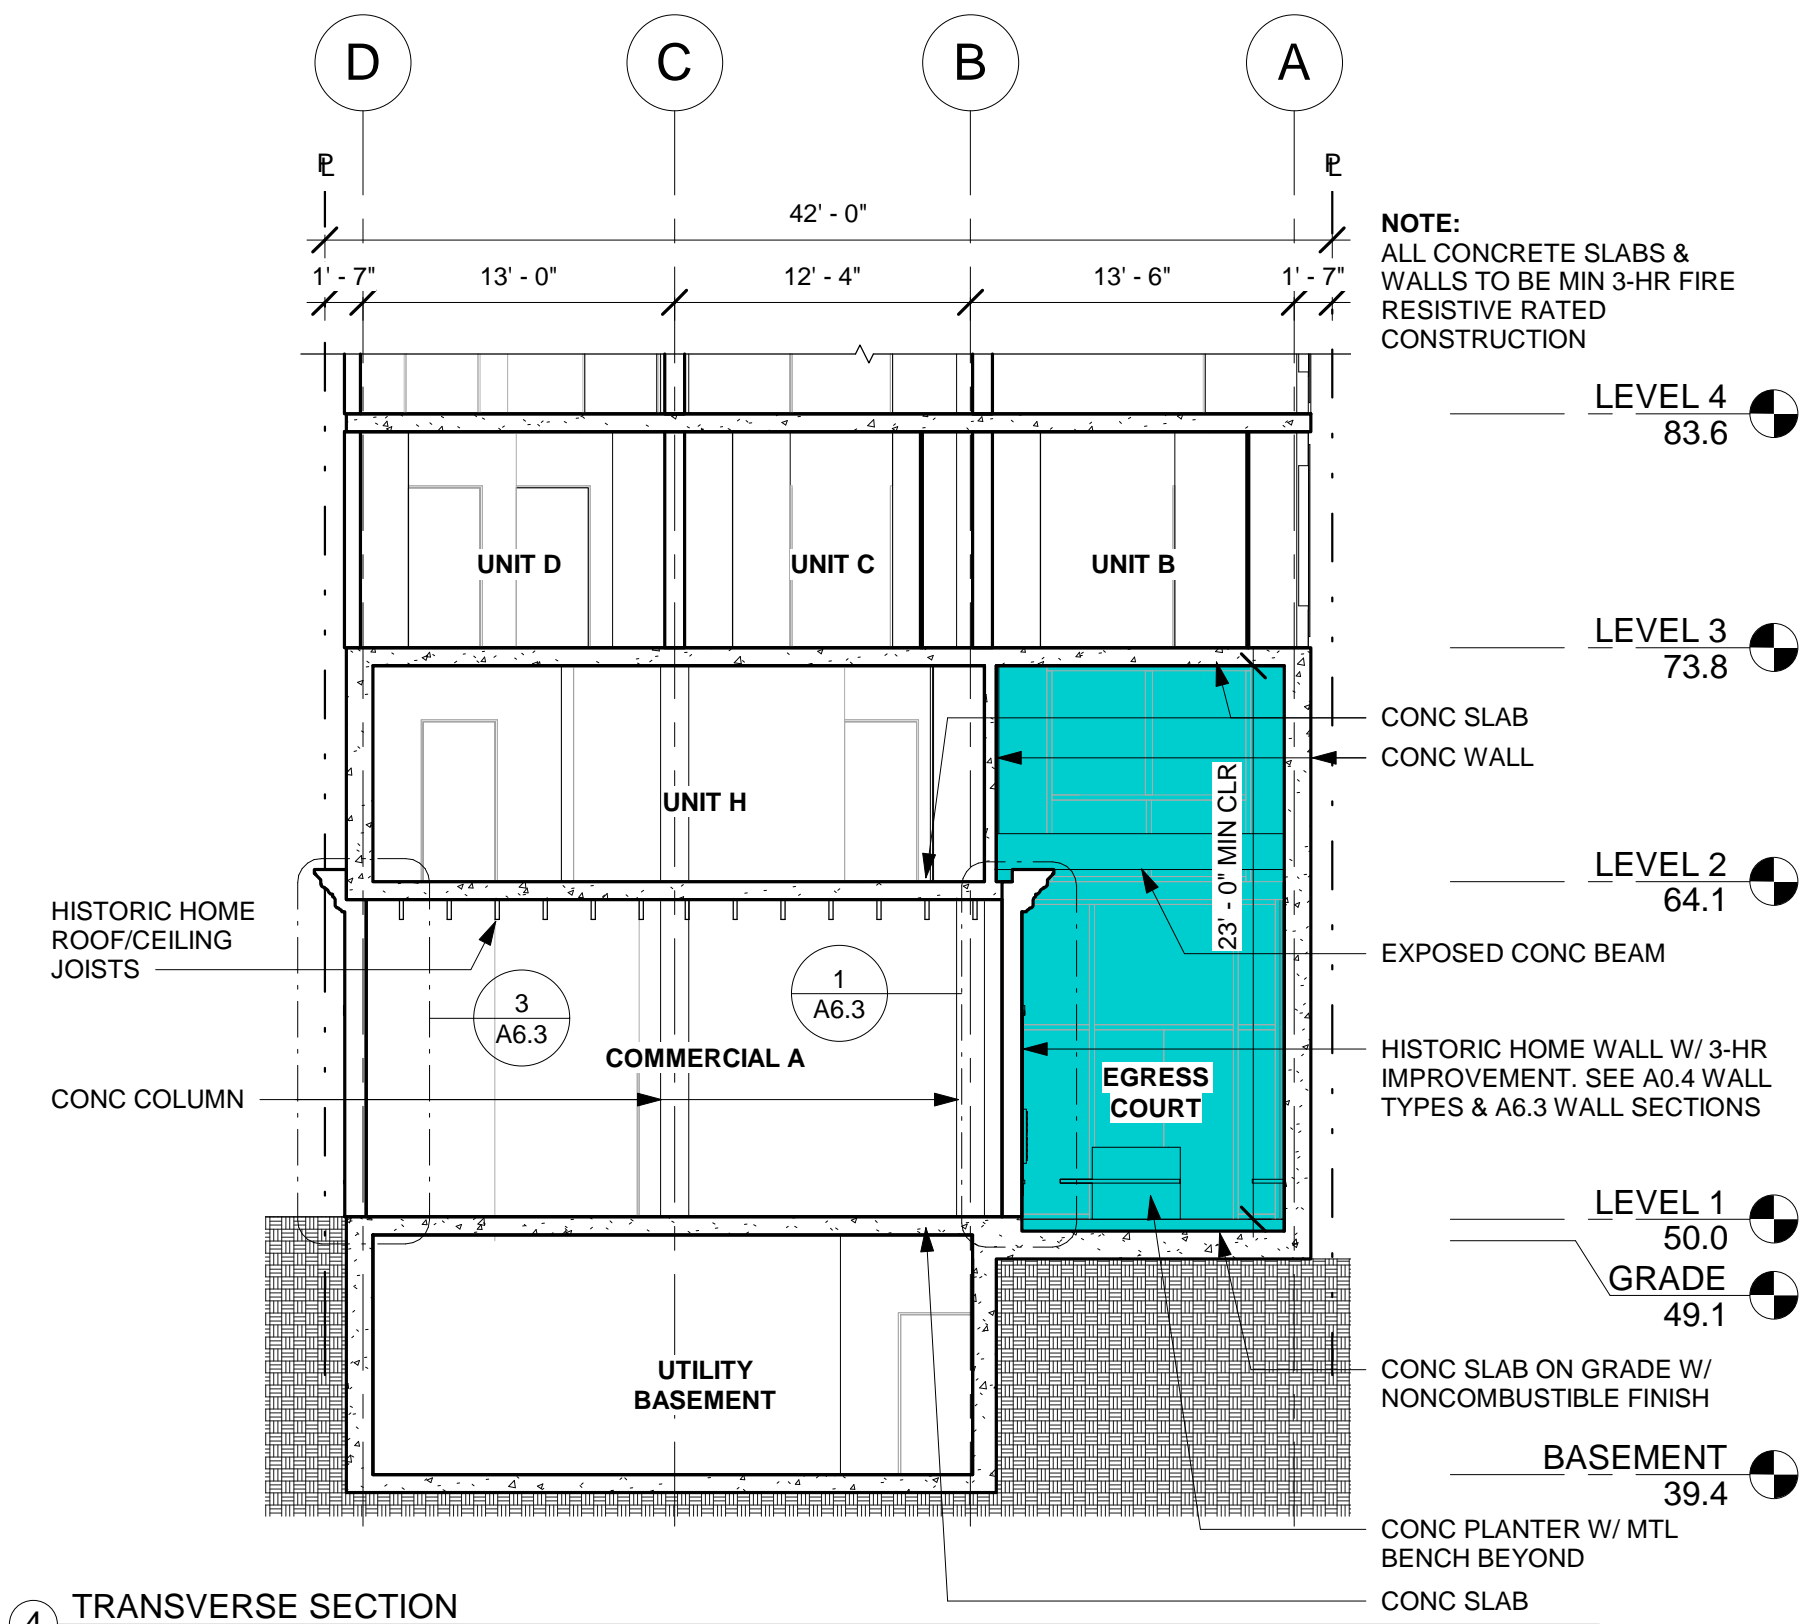 D C B A
PL PL
42' - 0"
1' - 7" 13' - 0" 12' - 4" 13' - 6" 1' - 7"
NOTE:
ALL CONCRETE SLABS &
WALLS TO BE MIN 3-HR FIRE
RESISTIVE RATED
CONSTRUCTION
LEVEL 4
83.6
UNIT D UNIT C UNIT B
LEVEL 3
73.8
CONC SLAB
CONC WALL
UNIT H
23' - 0" MIN CLR
LEVEL 2
64.1
HISTORIC HOME
ROOF/CEILING
JOISTS
EXPOSED CONC BEAM
3
A6.3
1
A6.3
COMMERCIAL A
EGRESS
COURT
HISTORIC HOME WALL W/ 3-HR
IMPROVEMENT. SEE A0.4 WALL
TYPES & A6.3 WALL SECTIONS
CONC COLUMN
LEVEL 1
50.0
GRADE
49.1
UTILITY
BASEMENT
CONC SLAB ON GRADE W/
NONCOMBUSTIBLE FINISH
BASEMENT
39.4
CONC PLANTER W/ MTL
BENCH BEYOND
CONC SLAB
4 TRANSVERSE SECTION